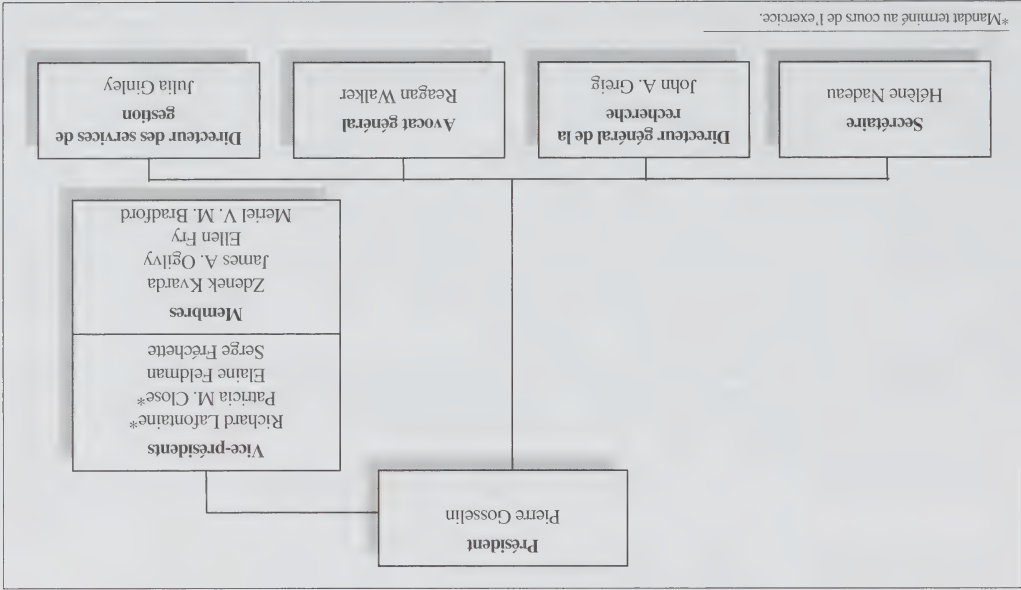 Président
Pierre Gosselin
Vice-présidents
Richard Lafontaine*
Patricia M. Close*
Elaine Feldman
Serge Fréchette
Membres
Zdenek Kvarda
James A. Ogilvy
Ellen Fry
Meriel V. M. Bradford
Secrétaire
Hélène Nadeau
Directeur général de la
recherche
John A. Greig
Avocat général
Reagan Walker
Directeur des services de
gestion
Julia Ginley
*Mandat terminé au cours de l'exercice.